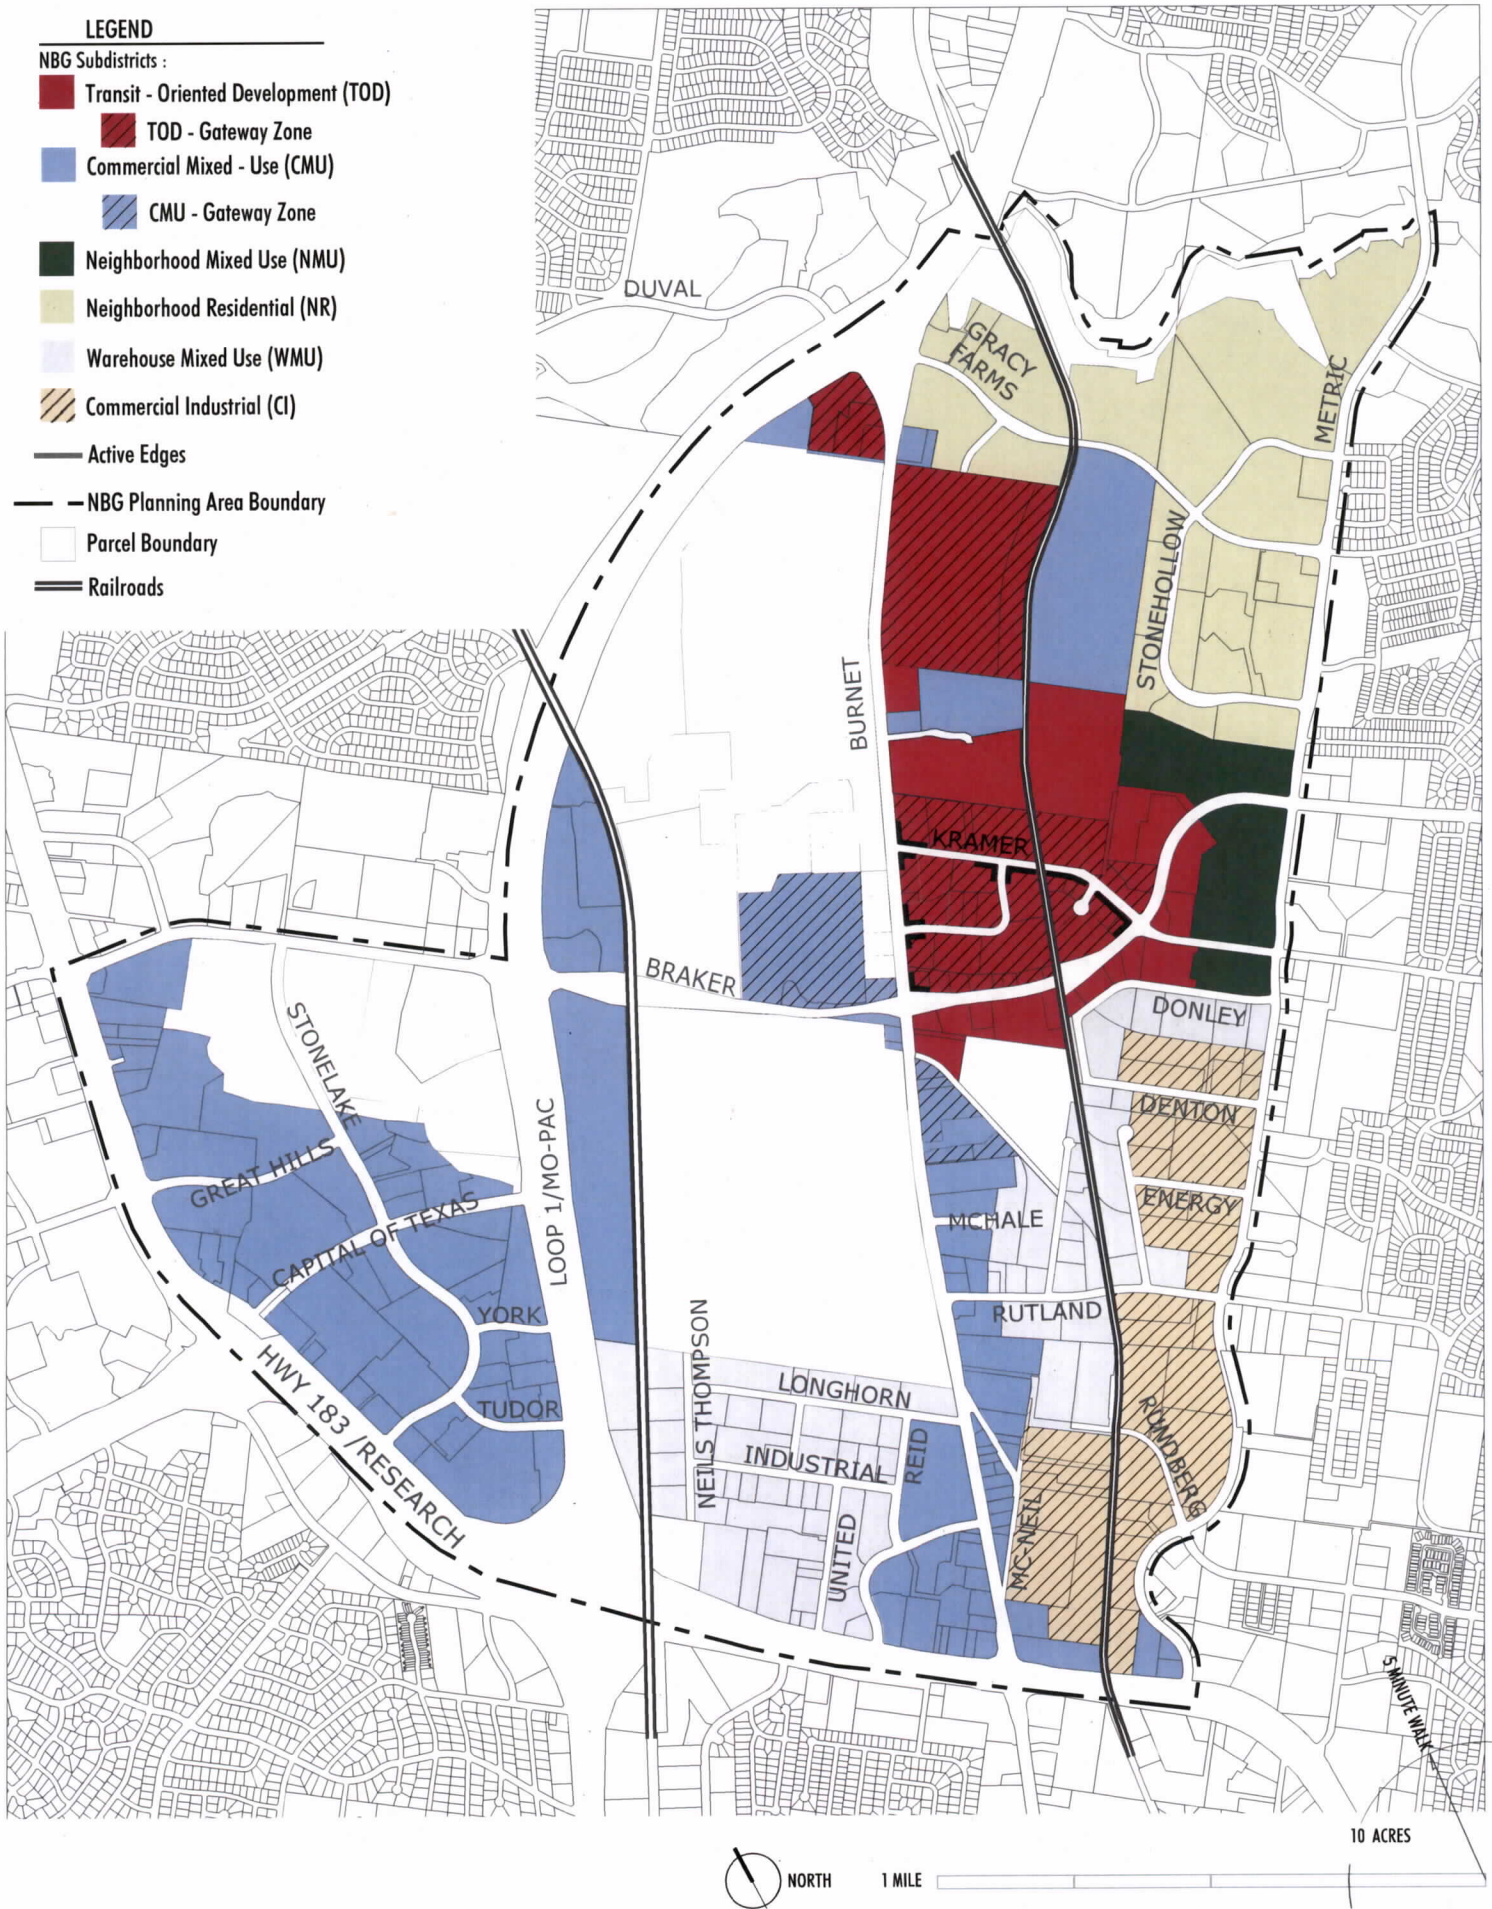 LEGEND
NBG Subdistricts :
Transit - Oriented Development (TOD)
TOD - Gateway Zone
Commercial Mixed - Use (CMU)
CMU - Gateway Zone
Neighborhood Mixed Use (NMU)
Neighborhood Residential (NR)
Warehouse Mixed Use (WMU)
Commercial Industrial (CI)
Active Edges
NBG Planning Area Boundary
Parcel Boundary
Railroads
DUVAL
GRACY
FARMS
METRIC
STONEHOLLOW
BURNET
KRAMER
BRAKER
DONLEY
STONELAKE
DENTON
GREAT HILLS
ENERGY
LOOP 1/MO-PAC
CAPITAL OF TEXAS
MCHALE
YORK
RUTLAND
NEILS THOMPSON
HWY 183 /RESEARCH
LONGHORN
TUDOR
RUNDBERG
REID
INDUSTRIAL
MC-NEIL
UNITED
5 MINUTE WALK
10 ACRES
NORTH
1 MILE